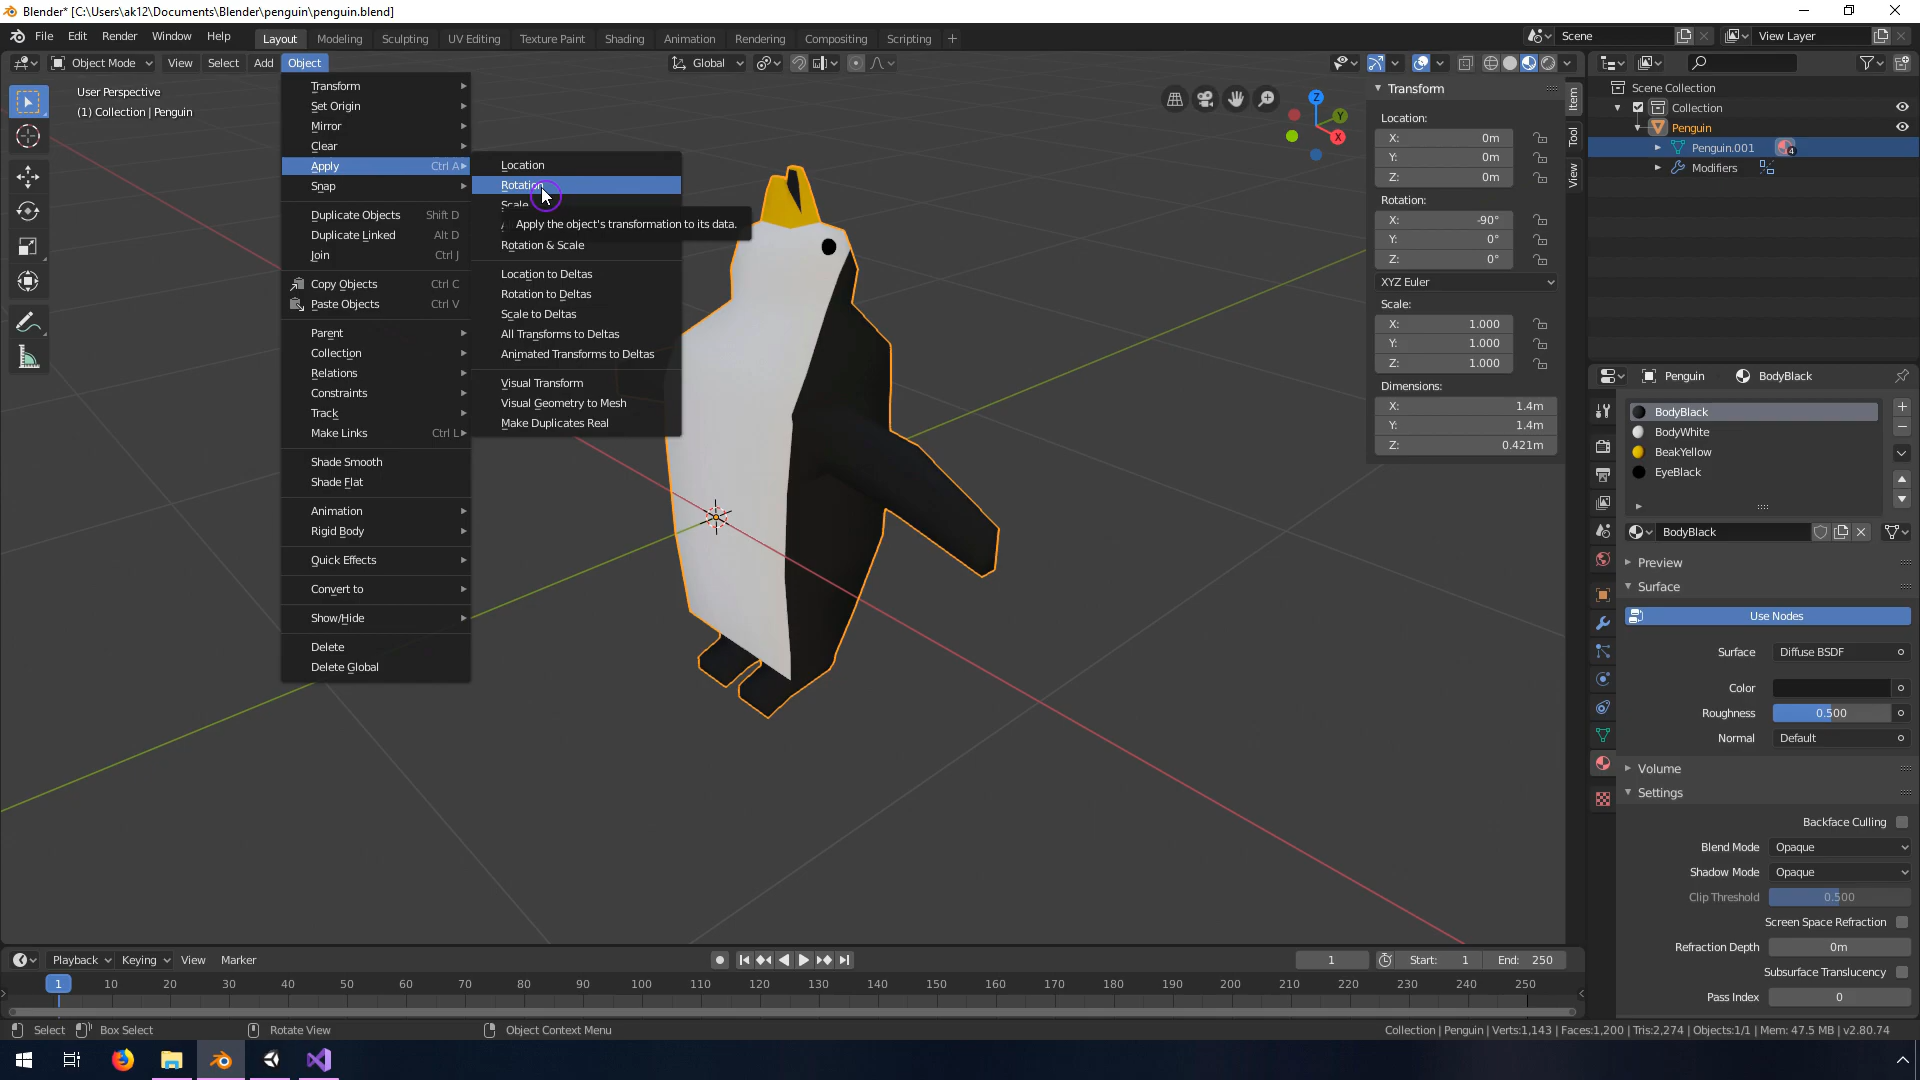 Blender* [C:\Users\ak12\Documents\Blender\penguin\penguin.blend]
File Edit Render Window Help
Layout Modeling Sculpting UV Editing Texture Paint Shading Animation Rendering Compositing Scripting +
Scene
View Layer
Object Mode View Select Add Object
Global
User Perspective
(1) Collection | Penguin
Transform
Set Origin
Mirror
Clear
Apply Ctrl A
Snap
Duplicate Objects Shift D
Duplicate Linked Alt D
Join Ctrl J
Copy Objects Ctrl C
Paste Objects Ctrl V
Parent
Collection
Relations
Constraints
Track
Make Links Ctrl L
Shade Smooth
Shade Flat
Animation
Rigid Body
Quick Effects
Convert to
Show/Hide
Delete
Delete Global
Location
Rotation
Scale
Apply the object's transformation to its data.
Rotation & Scale
Location to Deltas
Rotation to Deltas
Scale to Deltas
All Transforms to Deltas
Animated Transforms to Deltas
Visual Transform
Visual Geometry to Mesh
Make Duplicates Real
Z
Y
X
Transform
Location:
X: 0m
Y: 0m
Z: 0m
Rotation:
X: -90°
Y: 0°
Z: 0°
XYZ Euler
Scale:
X: 1.000
Y: 1.000
Z: 1.000
Dimensions:
X: 1.4m
Y: 1.4m
Z: 0.421m
Item
Tool
View
Scene Collection
Collection
Penguin
Penguin.001 4
Modifiers
Penguin BodyBlack
BodyBlack
BodyWhite
BeakYellow
EyeBlack
BodyBlack
Preview
Surface
Use Nodes
Surface Diffuse BSDF
Color
Roughness 0.500
Normal Default
Volume
Settings
Backface Culling
Blend Mode Opaque
Shadow Mode Opaque
Clip Threshold 0.500
Screen Space Refraction
Refraction Depth 0m
Subsurface Translucency
Pass Index 0
Playback Keying View Marker
1 Start: 1 End: 250
1 10 20 30 40 50 60 70 80 90 100 110 120 130 140 150 160 170 180 190 200 210 220 230 240 250
Select Box Select Rotate View Object Context Menu
Collection | Penguin | Verts:1,143 | Faces:1,200 | Tris:2,274 | Objects:1/1 | Mem: 47.5 MB | v2.80.74